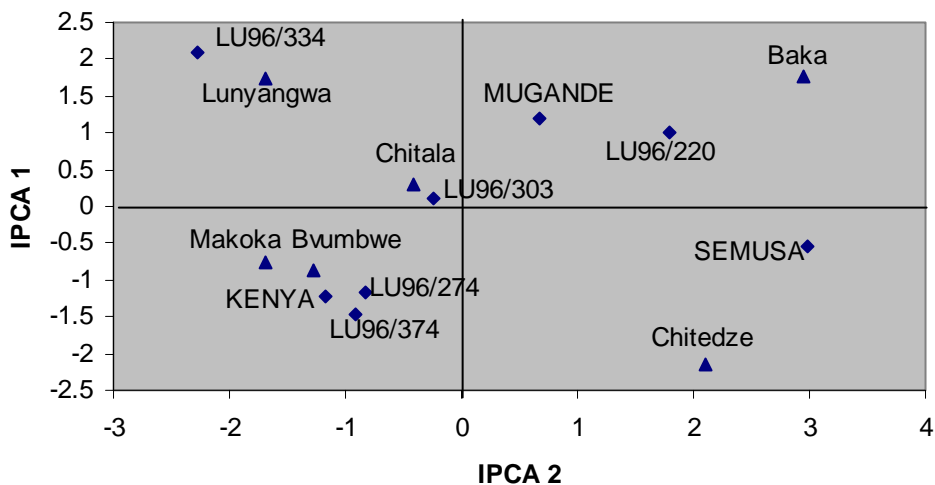 2.5
LU96/334
2
Baka
1.5
Lunyangwa
MUGANDE
1
LU96/220
Chitala
0.5
LU96/303
0
IPCA 1
-0.5
Makoka Bvumbwe
SEMUSA
-1
LU96/274
KENYA
-1.5
LU96/374
Chitedze
-2
-2.5
-3 -2 -1 0 1 2 3 4
IPCA 2